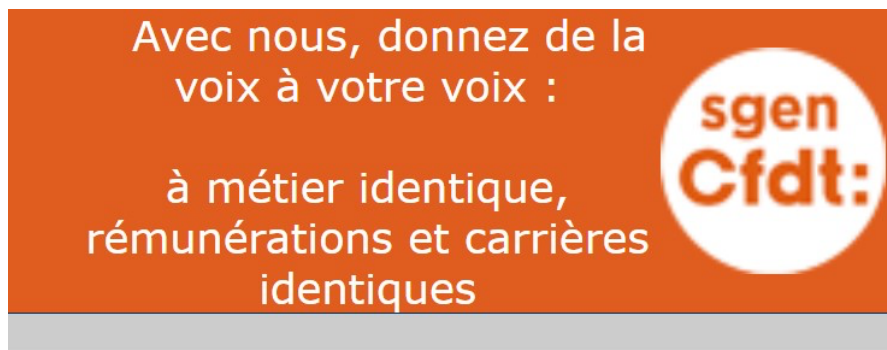 Avec nous, donnez de la
voix à votre voix :
à métier identique,
rémunérations et carrières
identiques
sgen
Cfdt: